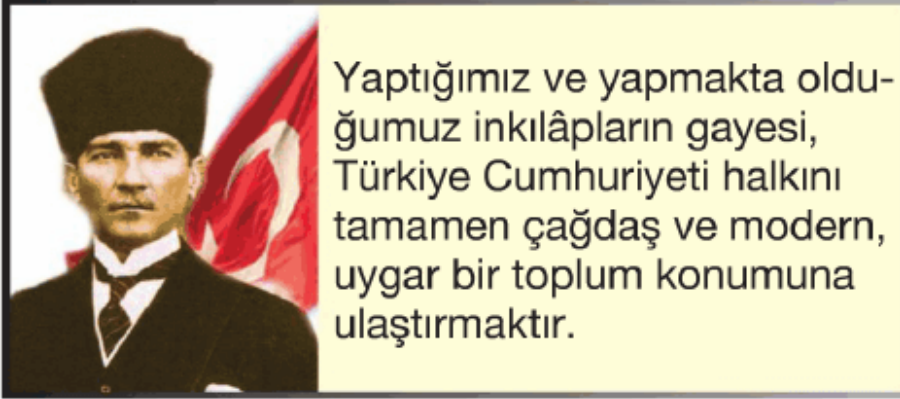 Yaptığımız ve yapmakta oldu-
ğumuz inkılâpların gayesi,
Türkiye Cumhuriyeti halkını
tamamen çağdaş ve modern,
uygar bir toplum konumuna
ulaştırmaktır.